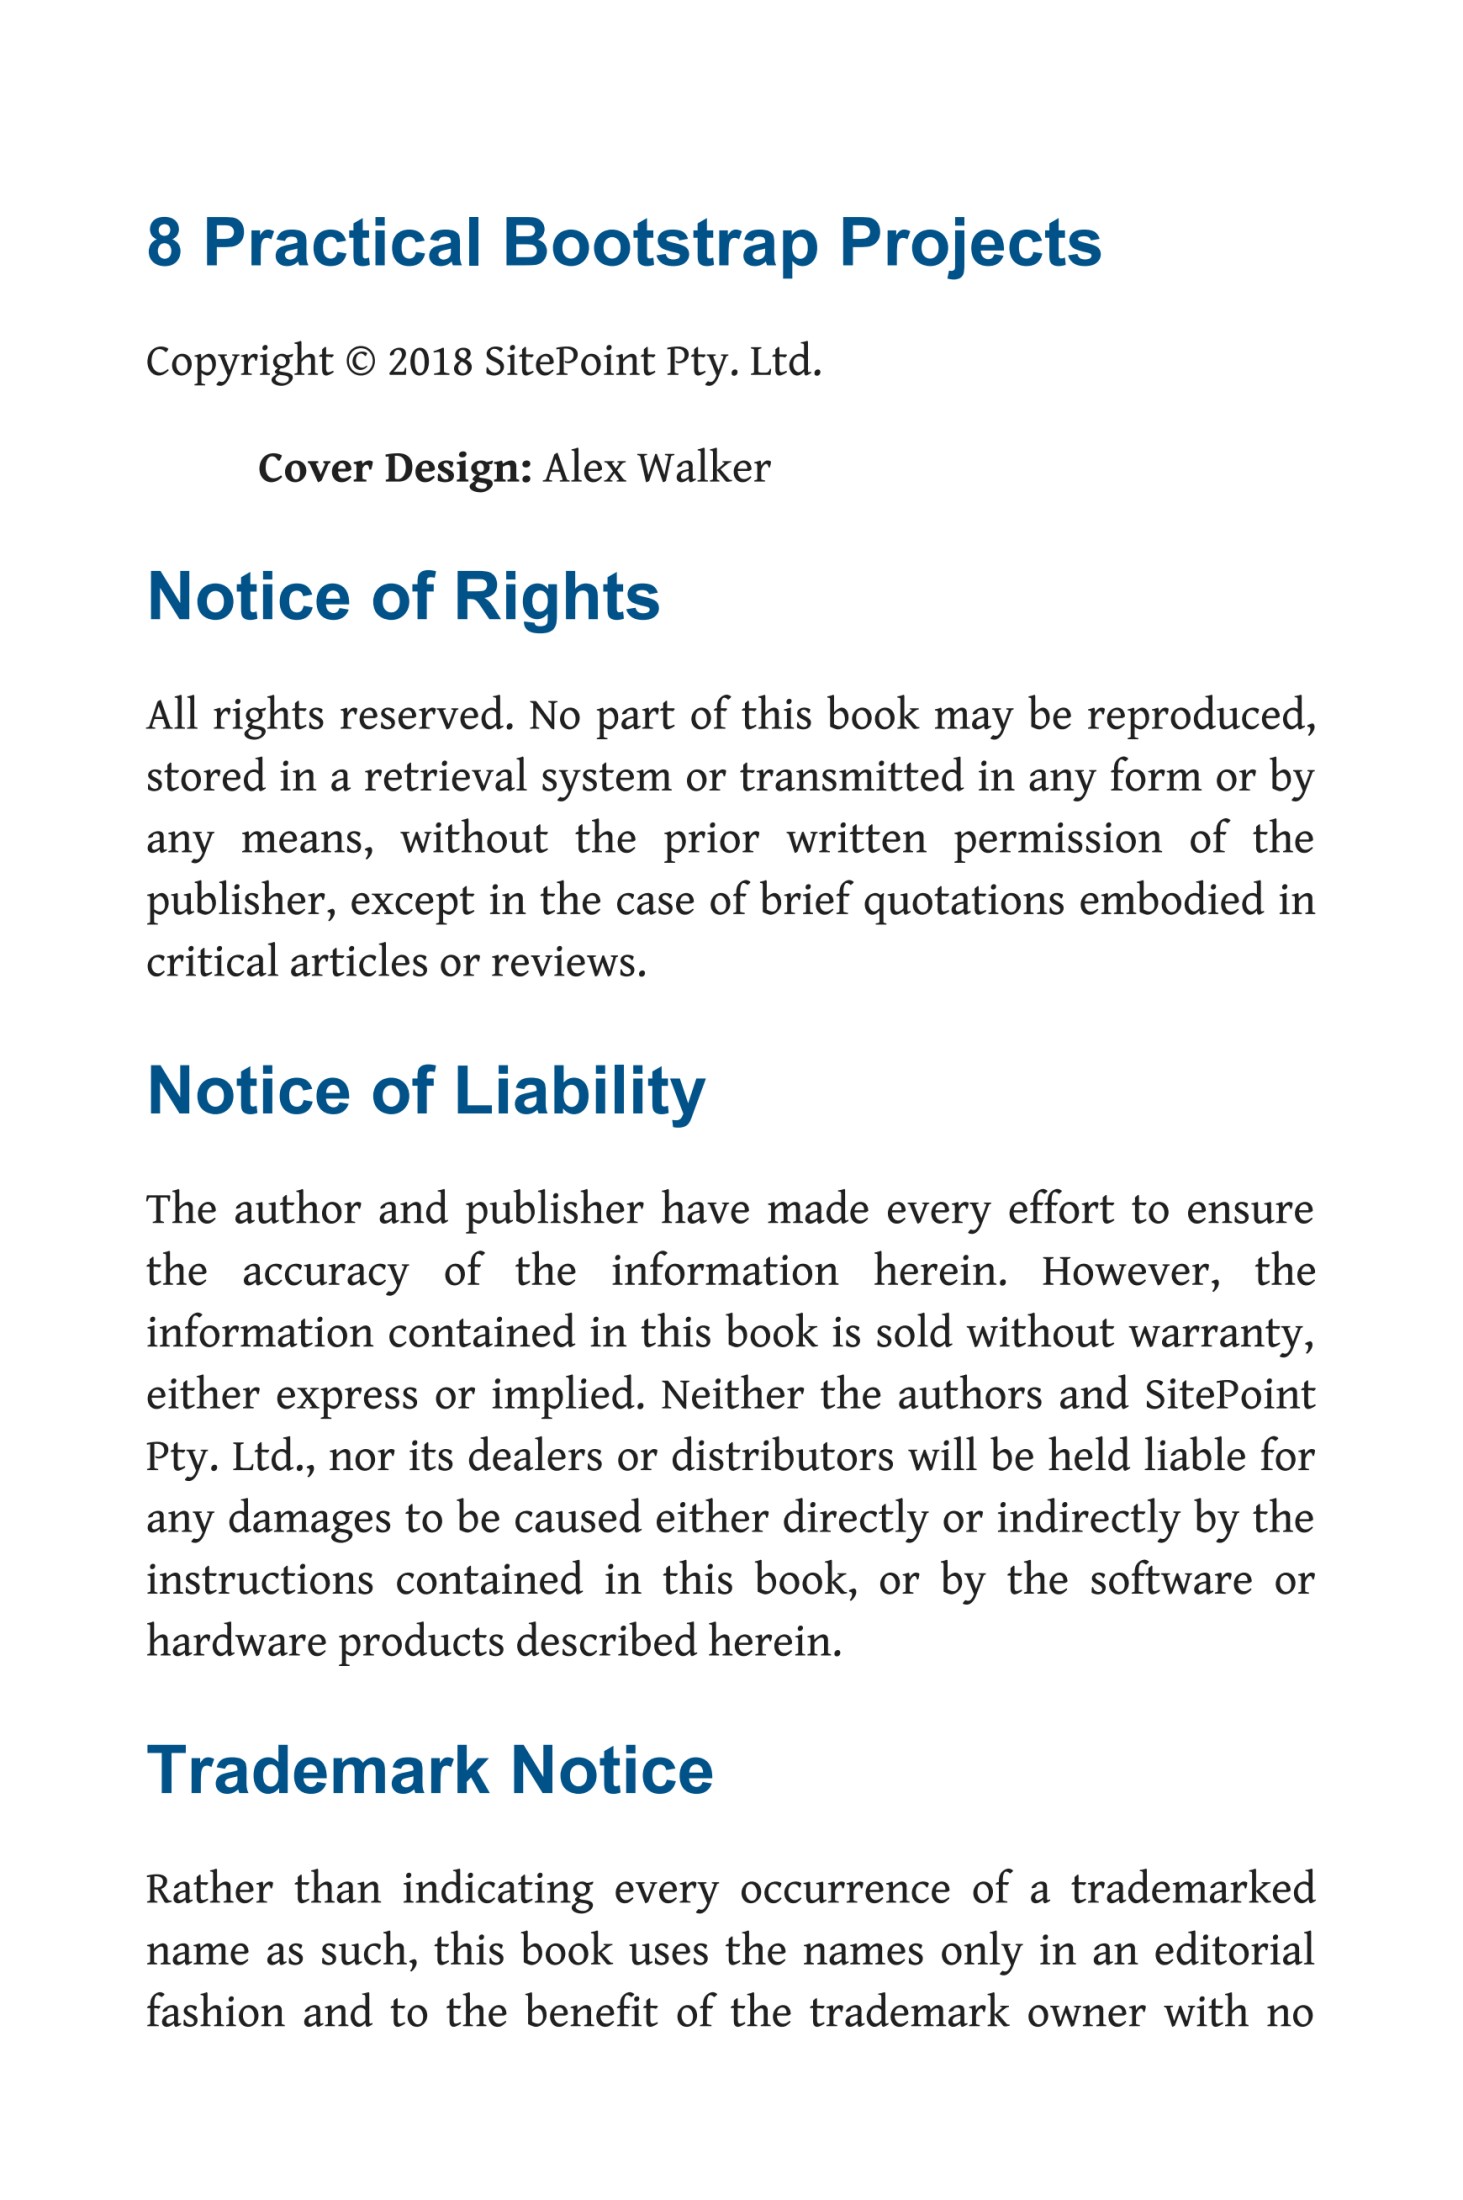 8 Practical Bootstrap Projects
Copyright © 2018 SitePoint Pty. Ltd.
Cover Design: Alex Walker
Notice of Rights
All rights reserved. No part of this book may be reproduced,
stored in a retrieval system or transmitted in any form or by
any means, without the prior written permission of the
publisher, except in the case of brief quotations embodied in
critical articles or reviews.
Notice of Liability
The author and publisher have made every effort to ensure
the accuracy of the information herein. However, the
information contained in this book is sold without warranty,
either express or implied. Neither the authors and SitePoint
Pty. Ltd., nor its dealers or distributors will be held liable for
any damages to be caused either directly or indirectly by the
instructions contained in this book, or by the software or
hardware products described herein.
Trademark Notice
Rather than indicating every occurrence of a trademarked
name as such, this book uses the names only in an editorial
fashion and to the benefit of the trademark owner with no